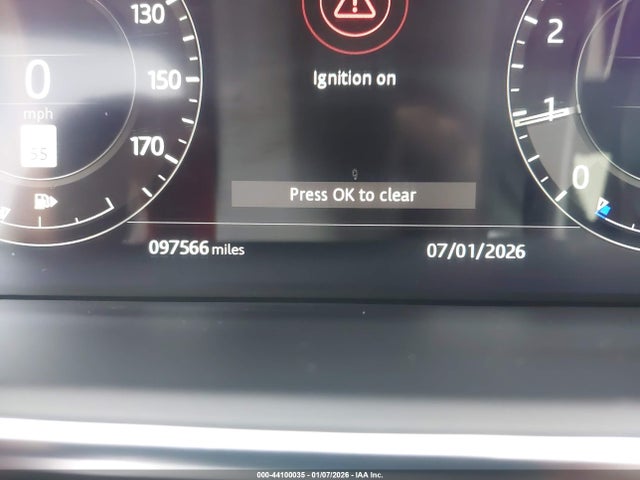 130
150
170
0
mph
55
Ignition on
9
Press OK to clear
2
1
0
097566 miles
07/01/2026
000-44100035 - 01/07/2026 - IAA Inc.